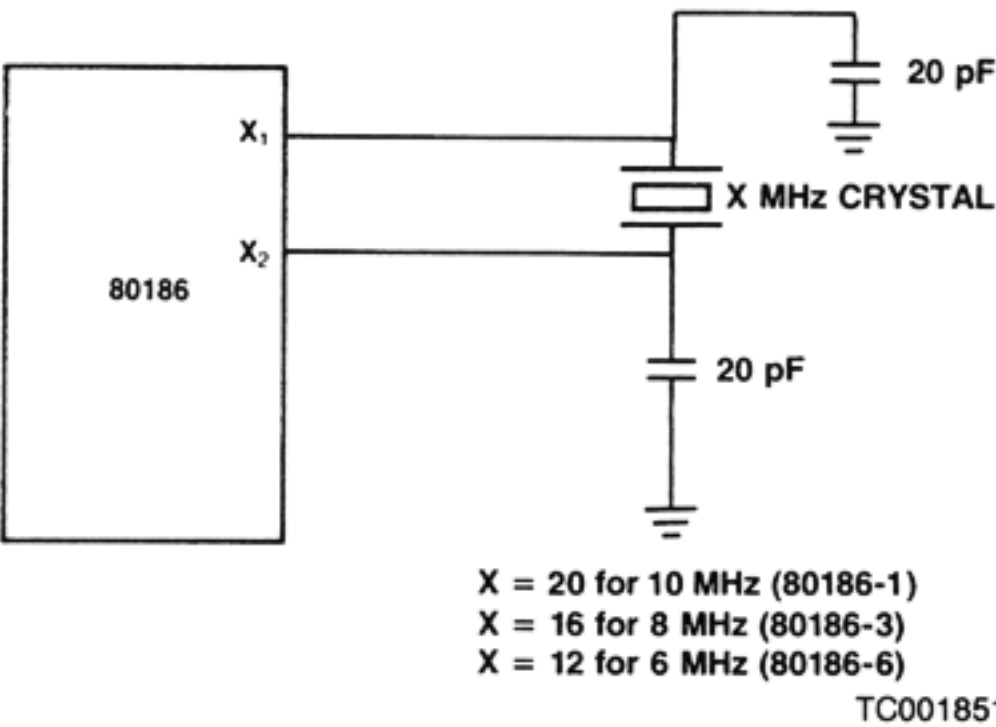 20 pF
X₁
X MHz CRYSTAL
X₂
80186
20 pF
X = 20 for 10 MHz (80186-1)
X = 16 for 8 MHz (80186-3)
X = 12 for 6 MHz (80186-6)
TC001851